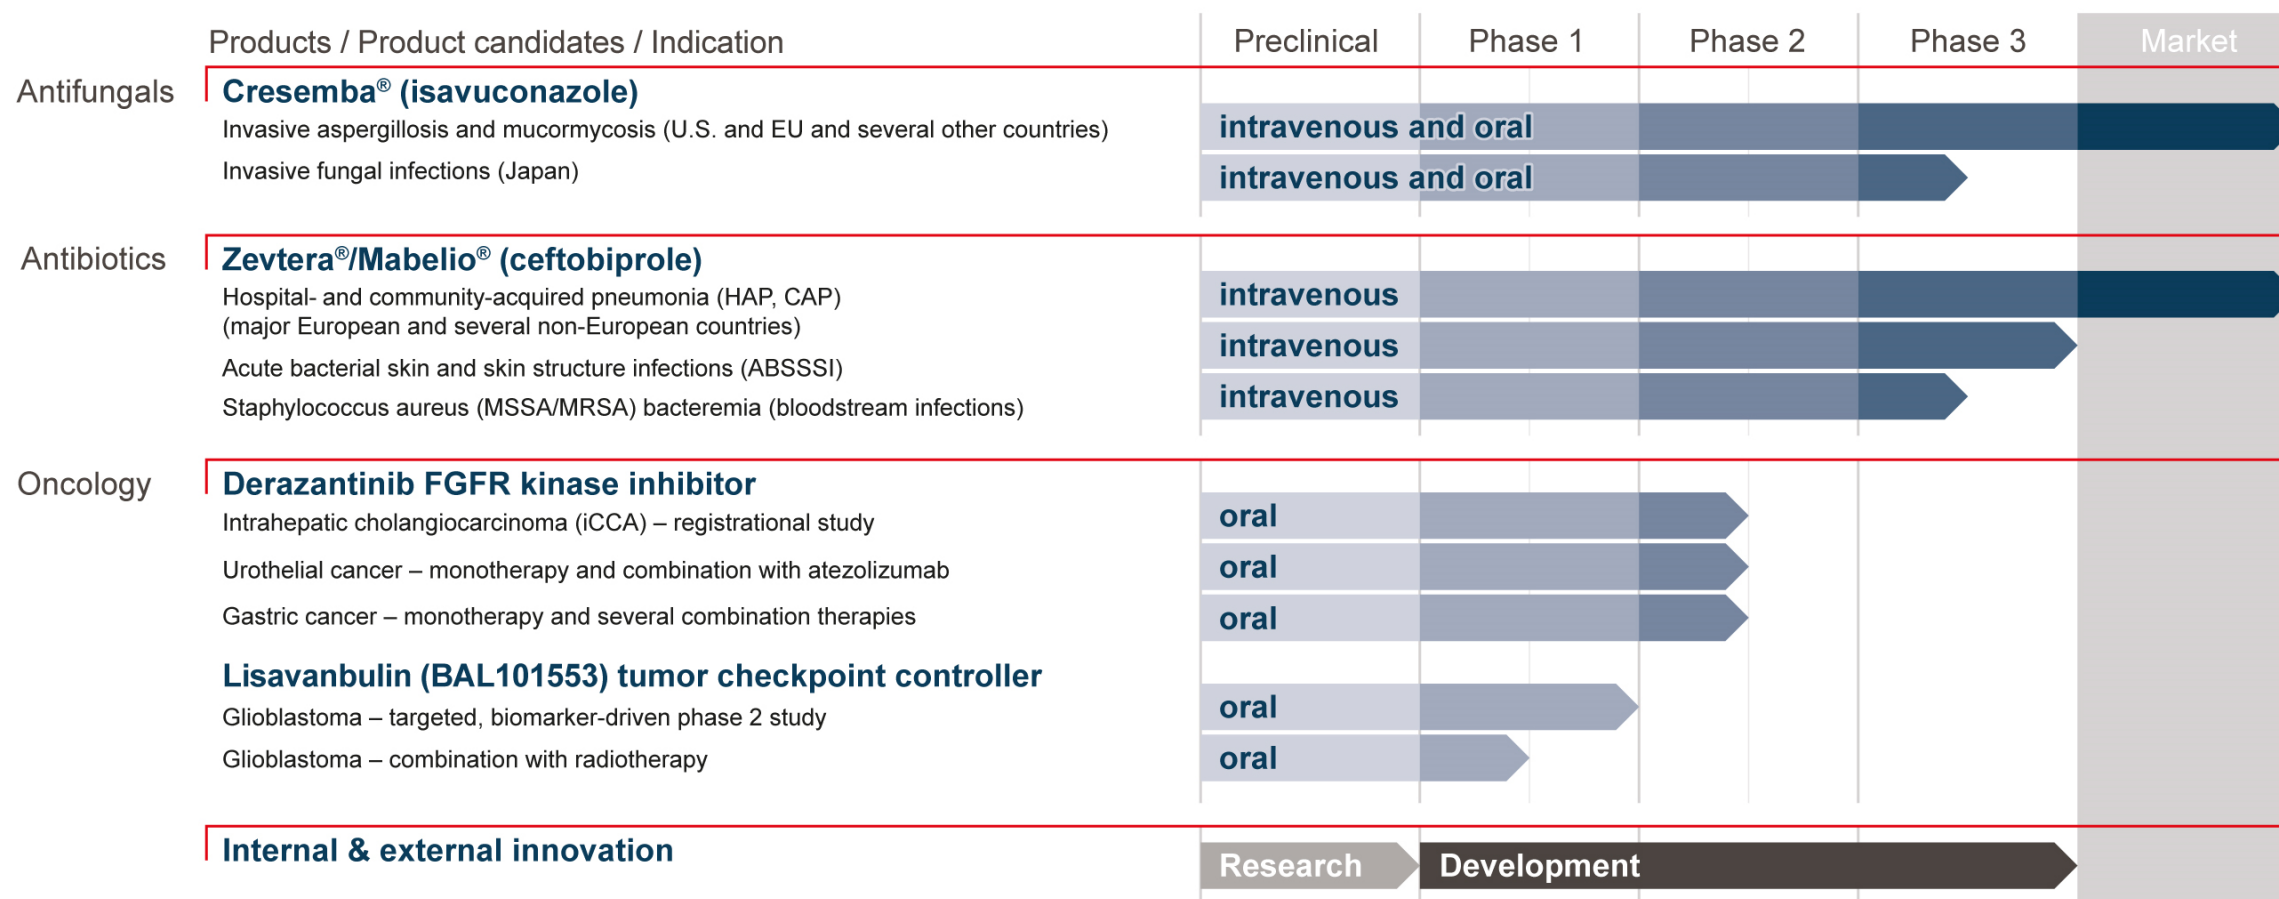 Products / Product candidates / Indication
Preclinical
Phase 1
Phase 2
Phase 3
Market
Antifungals
Cresemba® (isavuconazole)
Invasive aspergillosis and mucormycosis (U.S. and EU and several other countries)
intravenous and oral
Invasive fungal infections (Japan)
intravenous and oral
Antibiotics
Zevtera®/Mabelio® (ceftobiprole)
Hospital- and community-acquired pneumonia (HAP, CAP)
(major European and several non-European countries)
intravenous
Acute bacterial skin and skin structure infections (ABSSSI)
intravenous
Staphylococcus aureus (MSSA/MRSA) bacteremia (bloodstream infections)
intravenous
Oncology
Derazantinib FGFR kinase inhibitor
Intrahepatic cholangiocarcinoma (iCCA) – registrational study
oral
Urothelial cancer – monotherapy and combination with atezolizumab
oral
Gastric cancer – monotherapy and several combination therapies
oral
Lisavanbulin (BAL101553) tumor checkpoint controller
Glioblastoma – targeted, biomarker-driven phase 2 study
oral
Glioblastoma – combination with radiotherapy
oral
Internal & external innovation
Research
Development